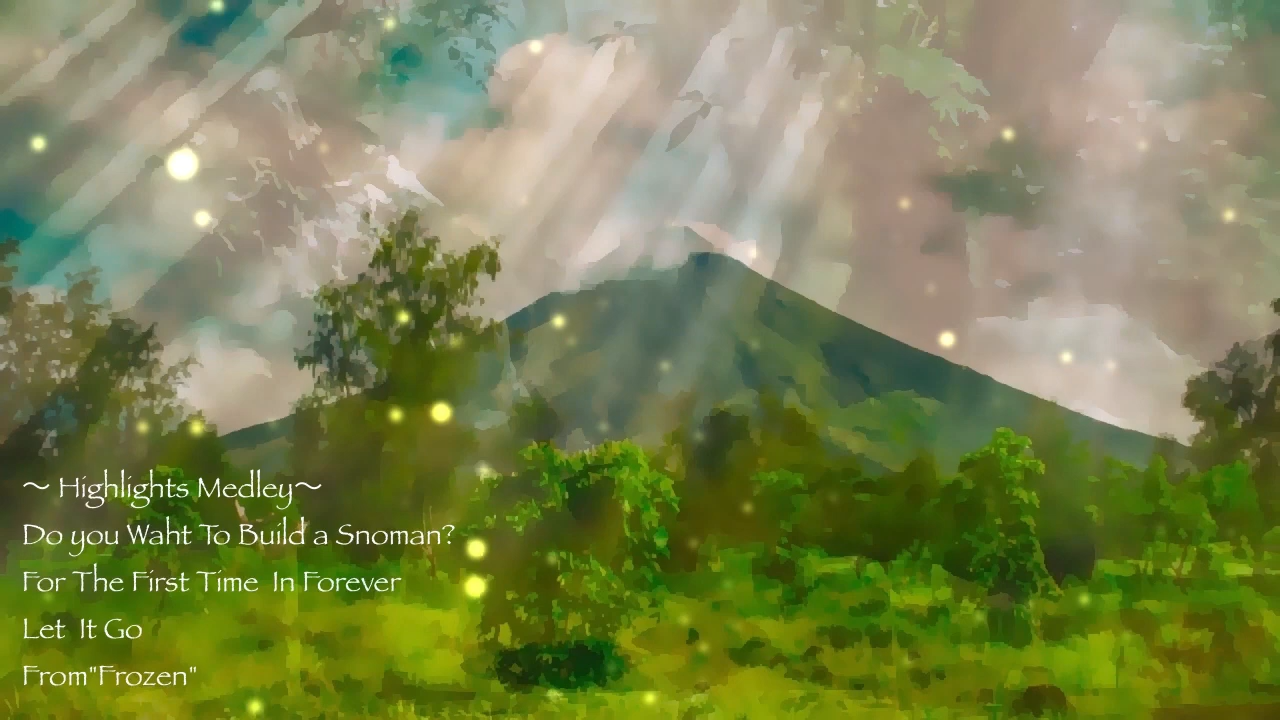 ～ Highlights Medley～
Do you Waht To Build a Snoman?
For The First Time In Forever
Let It Go
From"Frozen"